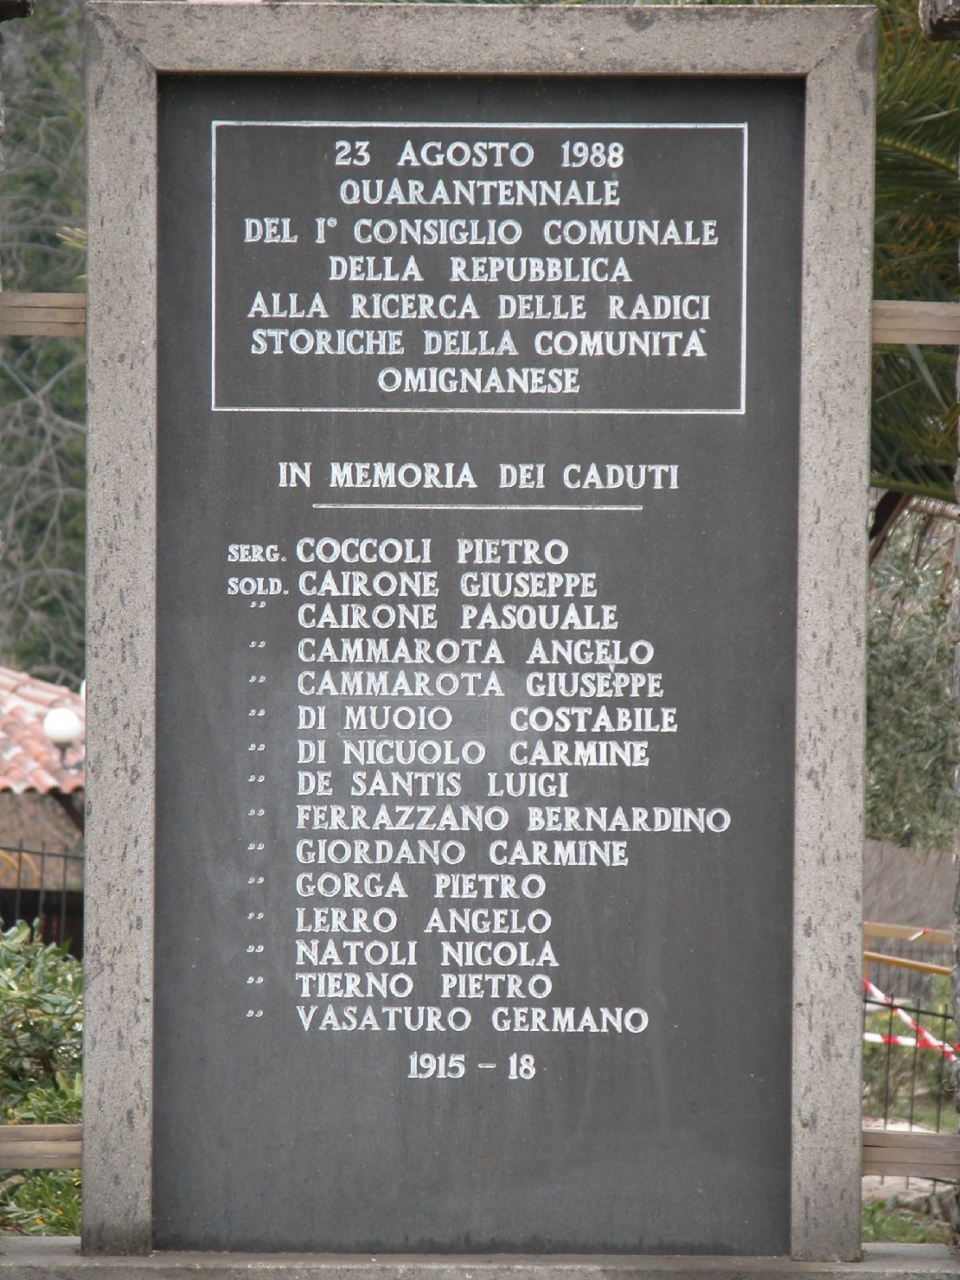 23 AGOSTO 1988
QUARANTENNALE
DEL I° CONSIGLIO COMUNALE
DELLA REPUBBLICA
ALLA RICERCA DELLE RADICI
STORICHE DELLA COMUNITÀ
OMIGNANESE
IN MEMORIA DEI CADUTI
SERG. COCCOLI PIETRO
SOLD. CAIRONE GIUSEPPE
" CAIRONE PASQUALE
" CAMMAROTA ANGELO
" CAMMAROTA GIUSEPPE
" DI MUOIO COSTABILE
" DI NICUOLO CARMINE
" DE SANTIS LUIGI
" FERRAZZANO BERNARDINO
" GIORDANO CARMINE
" GORGA PIETRO
" LERRO ANGELO
" NATOLI NICOLA
" TIERNO PIETRO
" VASATURO GERMANO
1915 - 18